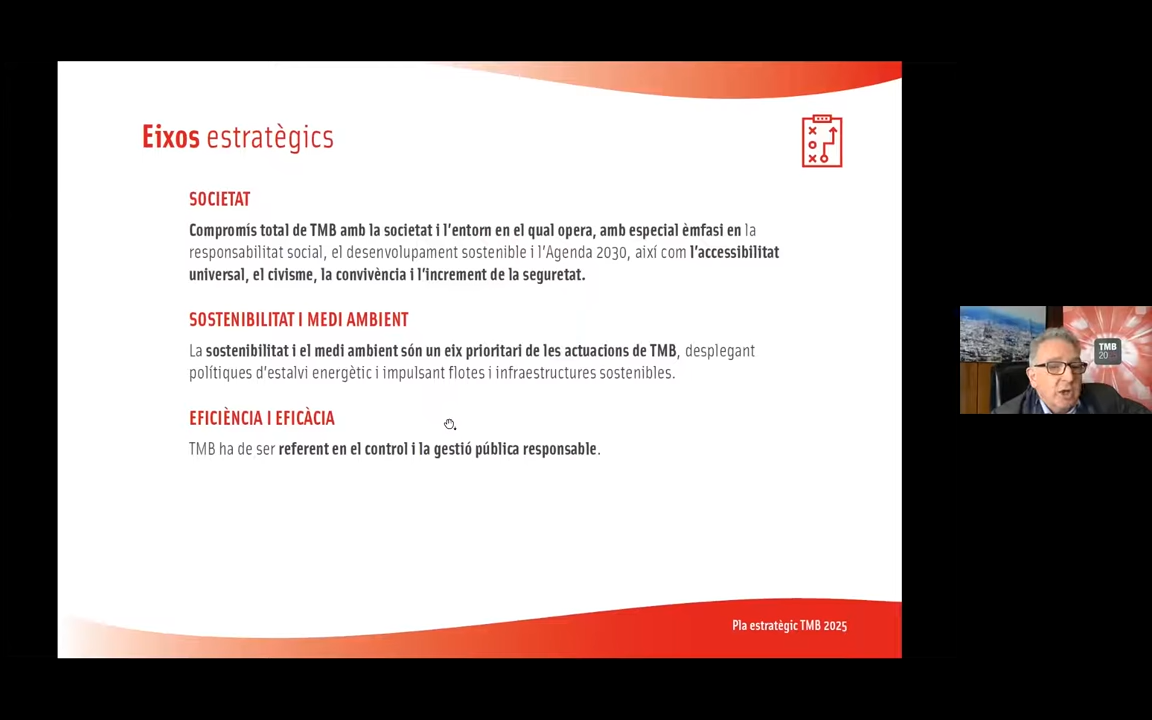 Eixos estratègics
SOCIETAT
Compromís total de TMB amb la societat i l'entorn en el qual opera, amb especial èmfasi en la
responsabilitat social, el desenvolupament sostenible i l'Agenda 2030, així com l'accessibilitat
universal, el civisme, la convivència i l'increment de la seguretat.
SOSTENIBILITAT I MEDI AMBIENT
La sostenibilitat i el medi ambient són un eix prioritari de les actuacions de TMB, desplegant
polítiques d'estalvi energètic i impulsant flotes i infraestructures sostenibles.
EFICIÈNCIA I EFICÀCIA
TMB ha de ser referent en el control i la gestió pública responsable.
Pla estratègic TMB 2025
TMB
20